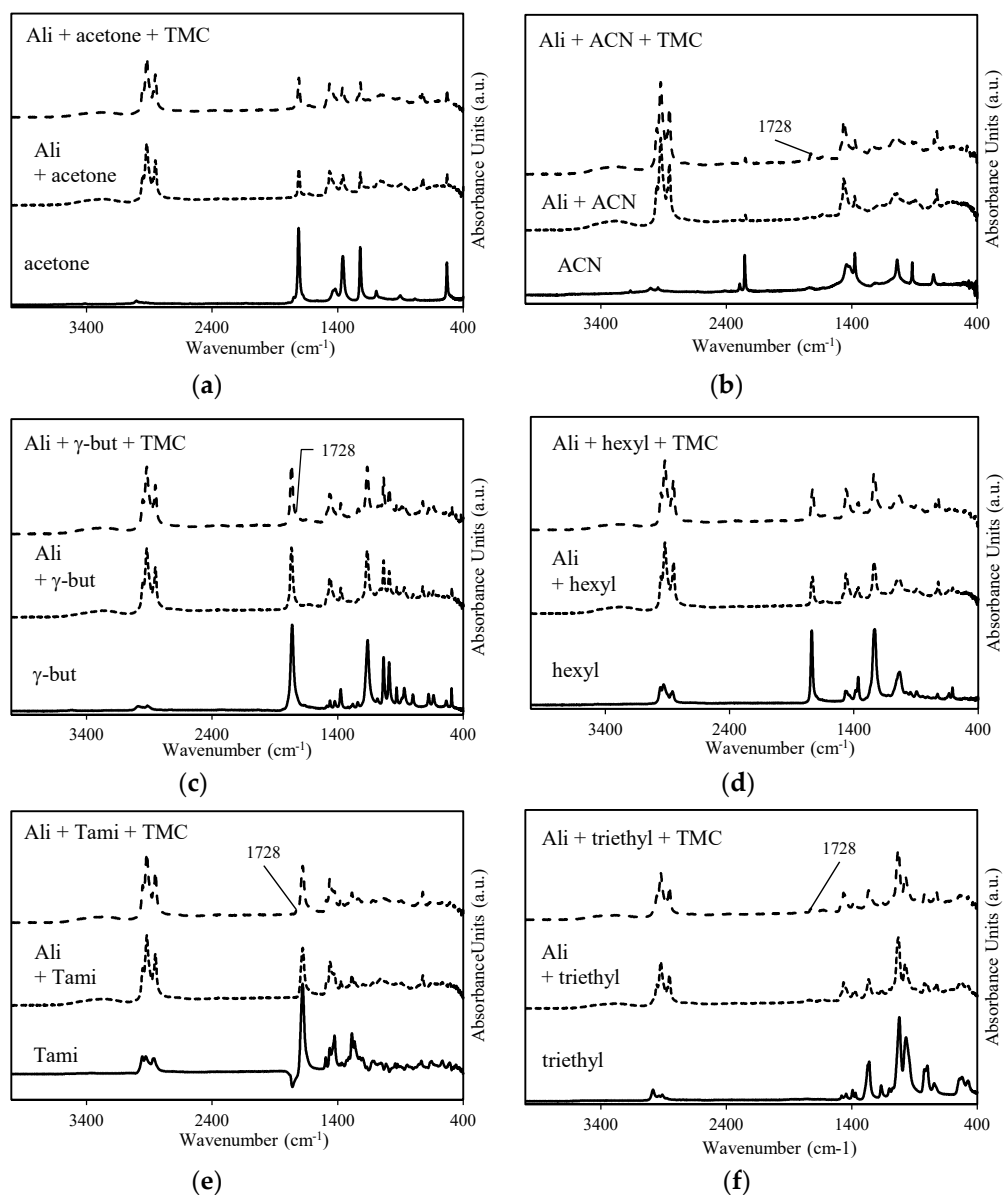 Ali + acetone + TMC
Ali
+ acetone
acetone
3400 2400 1400 400
Wavenumber (cm-1)
Absorbance Units (a.u.)
(a)
Ali + ACN + TMC
1728
Ali + ACN
ACN
3400 2400 1400 400
Wavenumber (cm-1)
Absorbance Units (a.u.)
(b)
Ali + γ-but + TMC
1728
Ali
+ γ-but
γ-but
3400 2400 1400 400
Wavenumber (cm-1)
Absorbance Units (a.u.)
(c)
Ali + hexyl + TMC
Ali
+ hexyl
hexyl
3400 2400 1400 400
Wavenumber (cm-1)
Absorbance Units (a.u.)
(d)
Ali + Tami + TMC
1728
Ali
+ Tami
Tami
3400 2400 1400 400
Wavenumber (cm-1)
AbsorbanceUnits (a.u.)
(e)
Ali + triethyl + TMC
1728
Ali
+ triethyl
triethyl
3400 2400 1400 400
Wavenumber (cm-1)
Absorbance Units (a.u.)
(f)